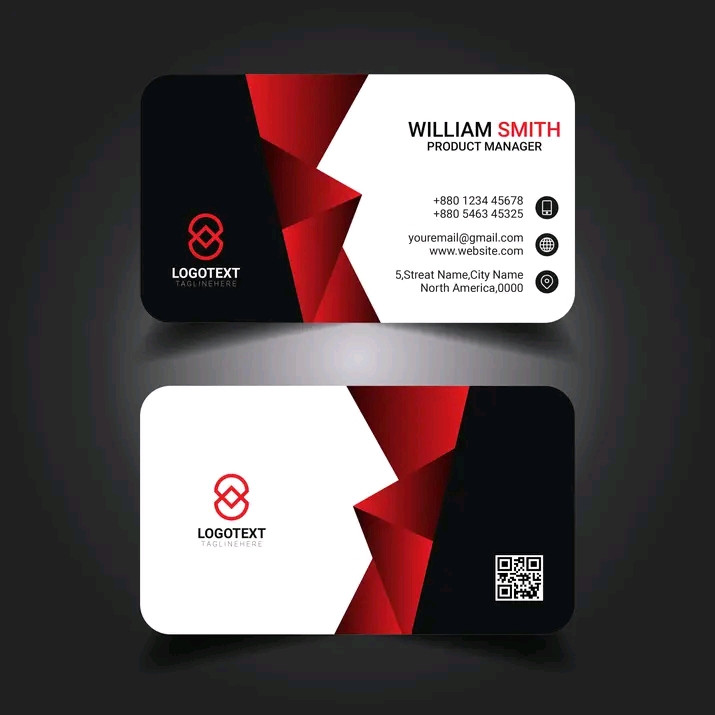 WILLIAM SMITH
PRODUCT MANAGER
+880 1234 45678
+880 5463 45325
youremail@gmail.com
www.website.com
5,Streat Name,City Name
North America,0000
LOGOTEXT
TAGLINEHERE
LOGOTEXT
TAGLINEHERE